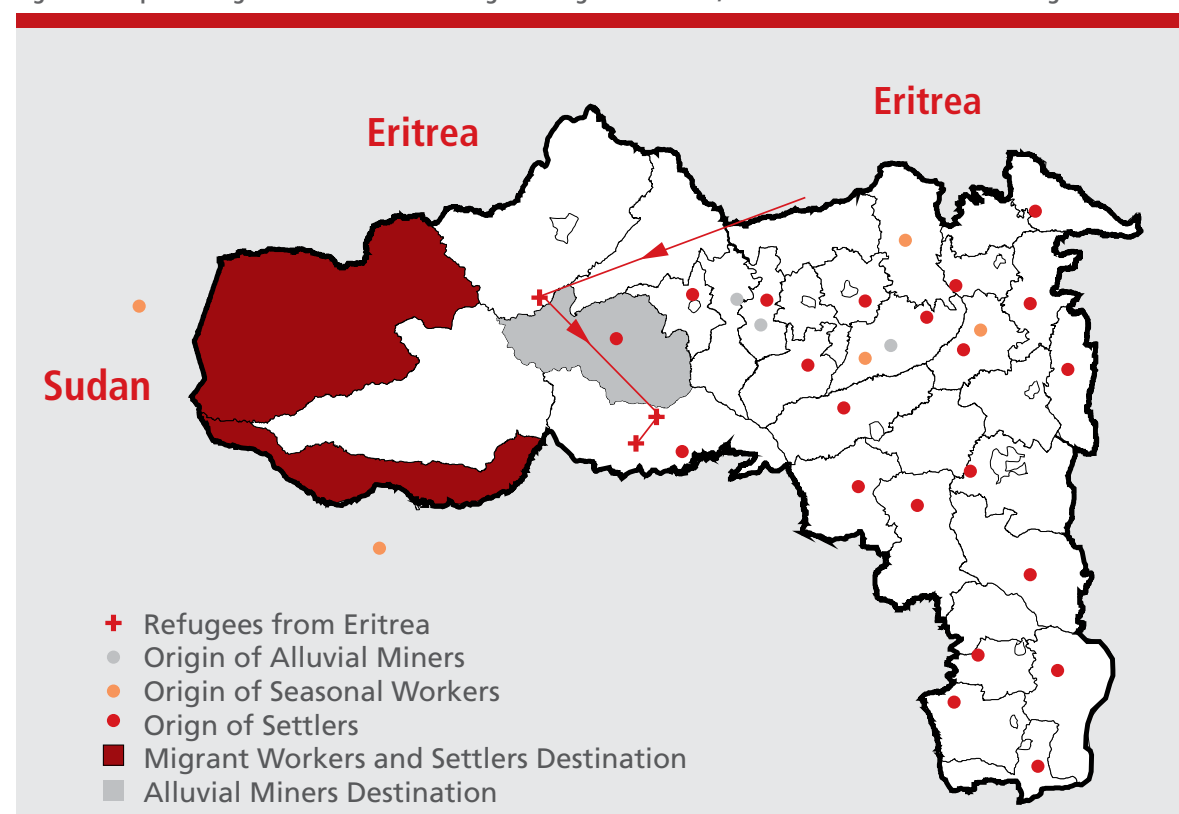 Eritrea
Eritrea
Sudan
Refugees from Eritrea
Origin of Alluvial Miners
Origin of Seasonal Workers
Orign of Settlers
Migrant Workers and Settlers Destination
Alluvial Miners Destination